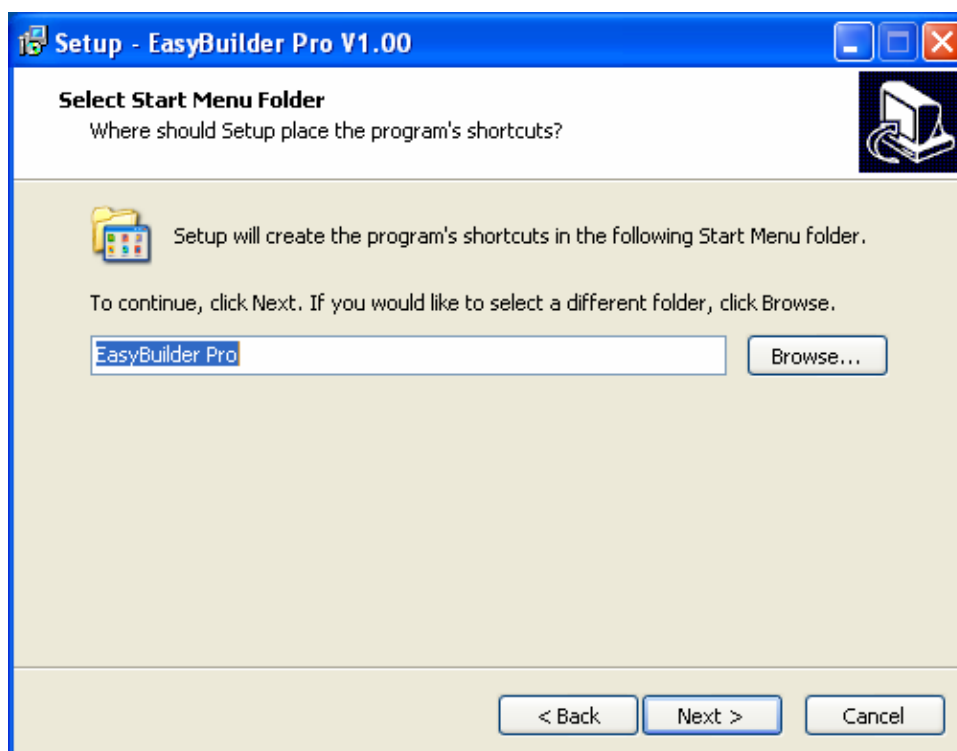 Setup - EasyBuilder Pro V1.00
Select Start Menu Folder
Where should Setup place the program's shortcuts?
Setup will create the program's shortcuts in the following Start Menu folder.
To continue, click Next. If you would like to select a different folder, click Browse.
EasyBuilder Pro
Browse...
< Back
Next >
Cancel